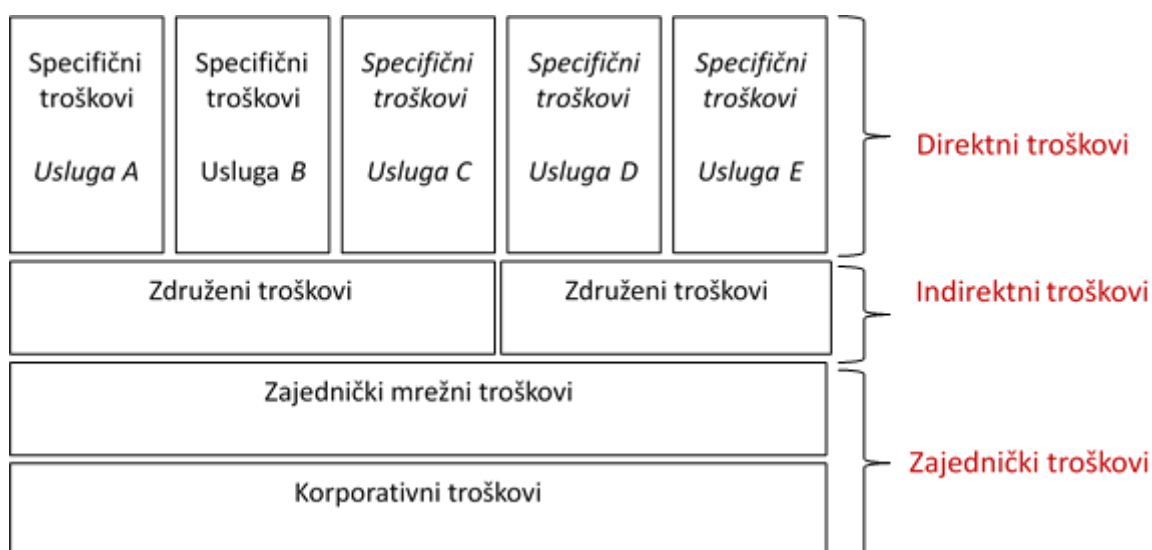 Specifični
troškovi
Usluga A
Specifični
troškovi
Usluga B
Specifični
troškovi
Usluga C
Specifični
troškovi
Usluga D
Specifični
troškovi
Usluga E
Direktni troškovi
Združeni troškovi
Združeni troškovi
Indirektni troškovi
Zajednički mrežni troškovi
Korporativni troškovi
Zajednički troškovi